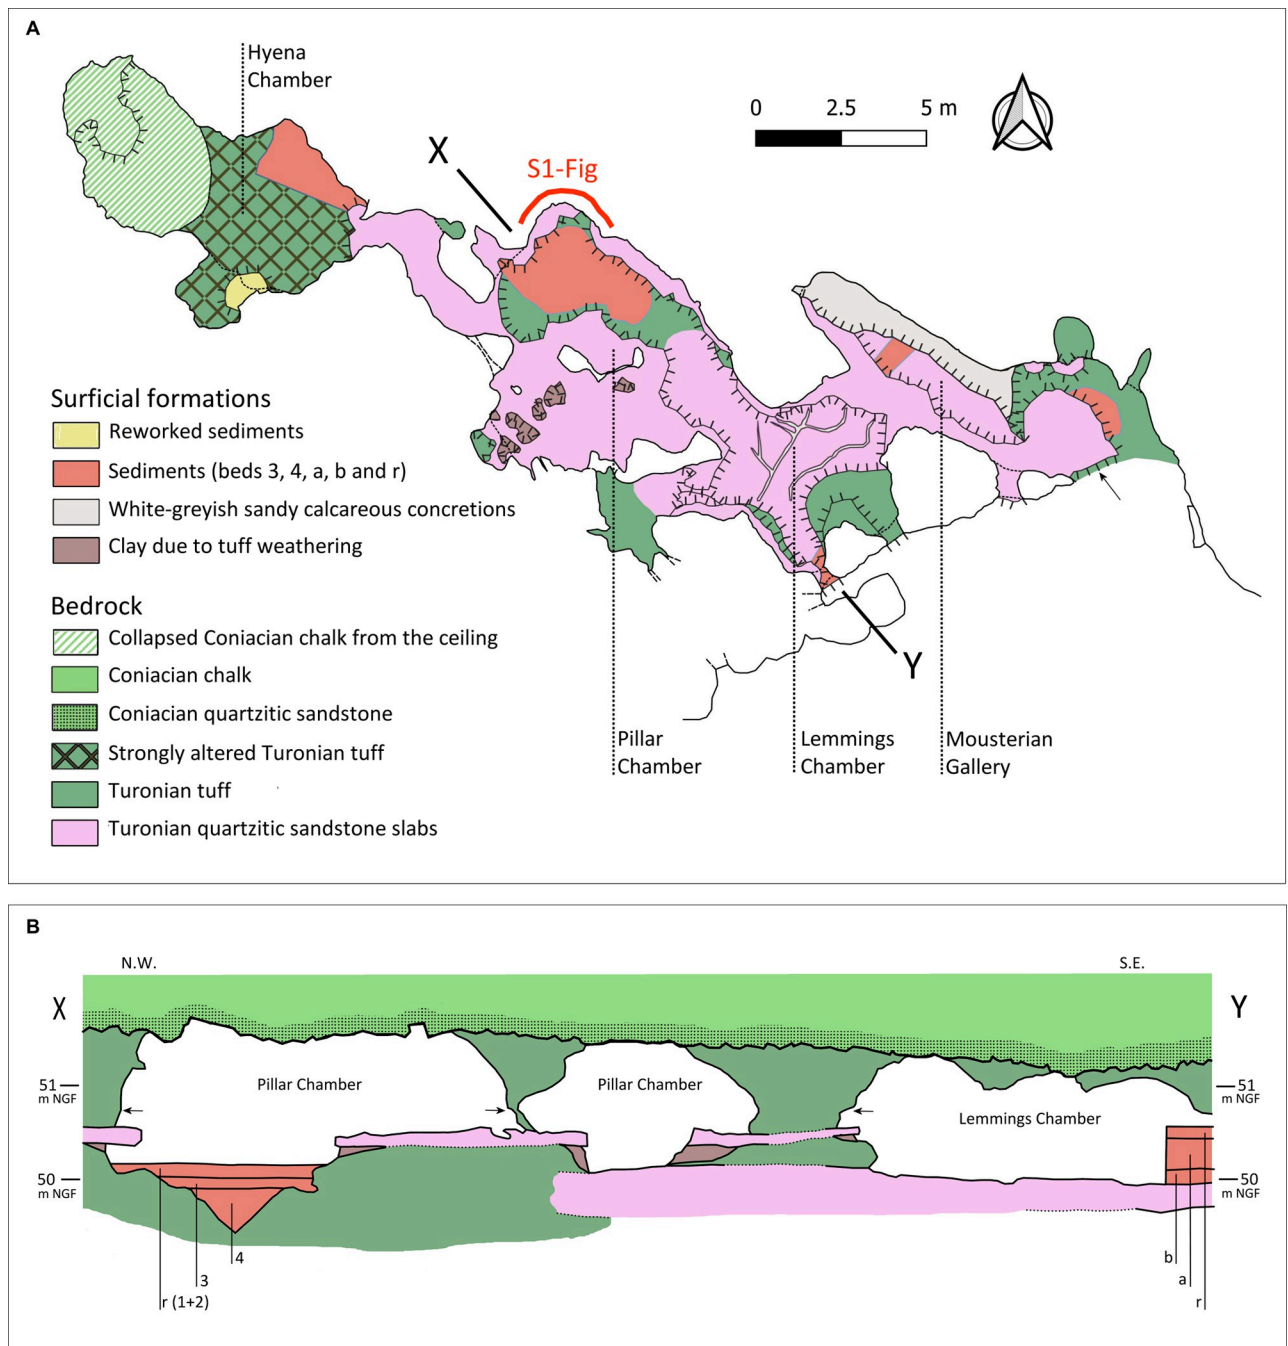 A
Hyena
Chamber
0 2.5 5 m
X
S1-Fig
Surficial formations
Reworked sediments
Sediments (beds 3, 4, a, b and r)
White-greyish sandy calcareous concretions
Clay due to tuff weathering
Y
Bedrock
Collapsed Coniacian chalk from the ceiling
Coniacian chalk
Coniacian quartzitic sandstone
Strongly altered Turonian tuff
Turonian tuff
Turonian quartzitic sandstone slabs
Pillar
Chamber
Lemmings
Chamber
Mousterian
Gallery
B
N.W. S.E.
X Y
51
m NGF
Pillar Chamber Pillar Chamber
51
m NGF
Lemmings Chamber
50
m NGF
50
m NGF
4
3
r (1+2)
b
a
r